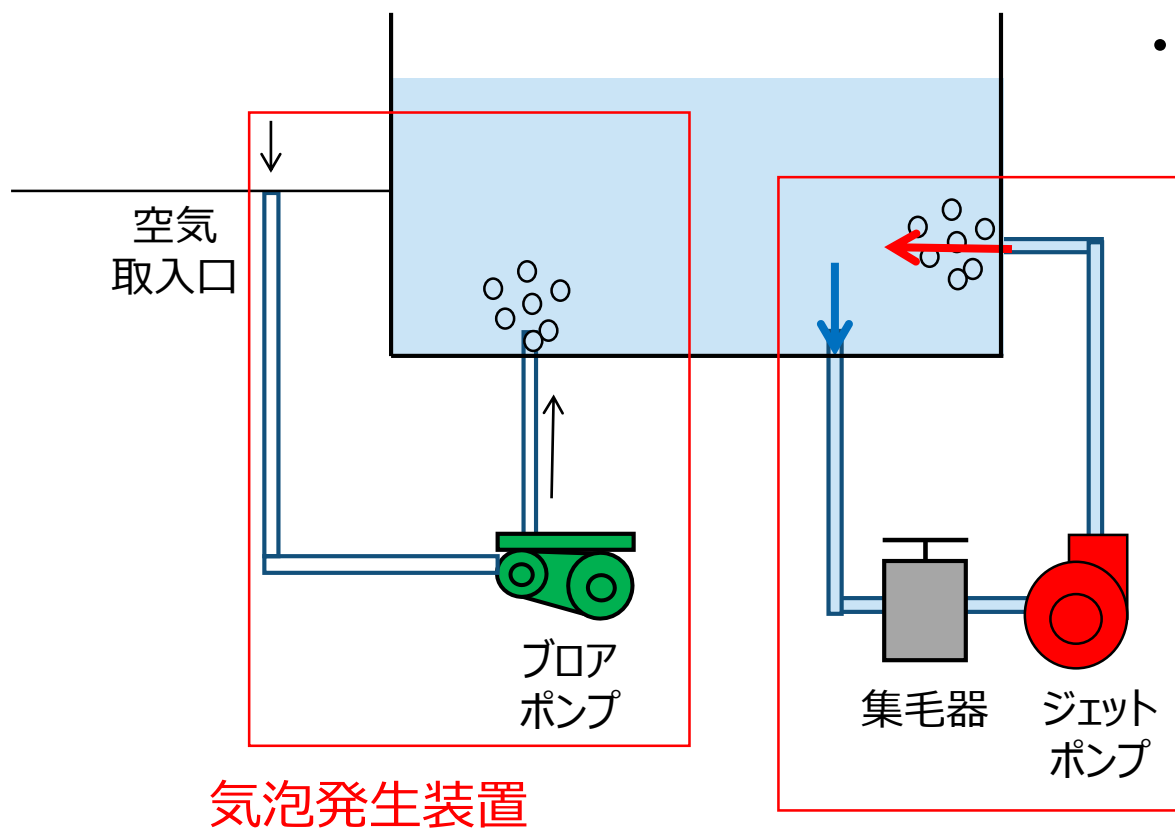 ・
空気
取入口
ブロア
ポンプ
集毛器
ジェット
ポンプ
気泡発生装置